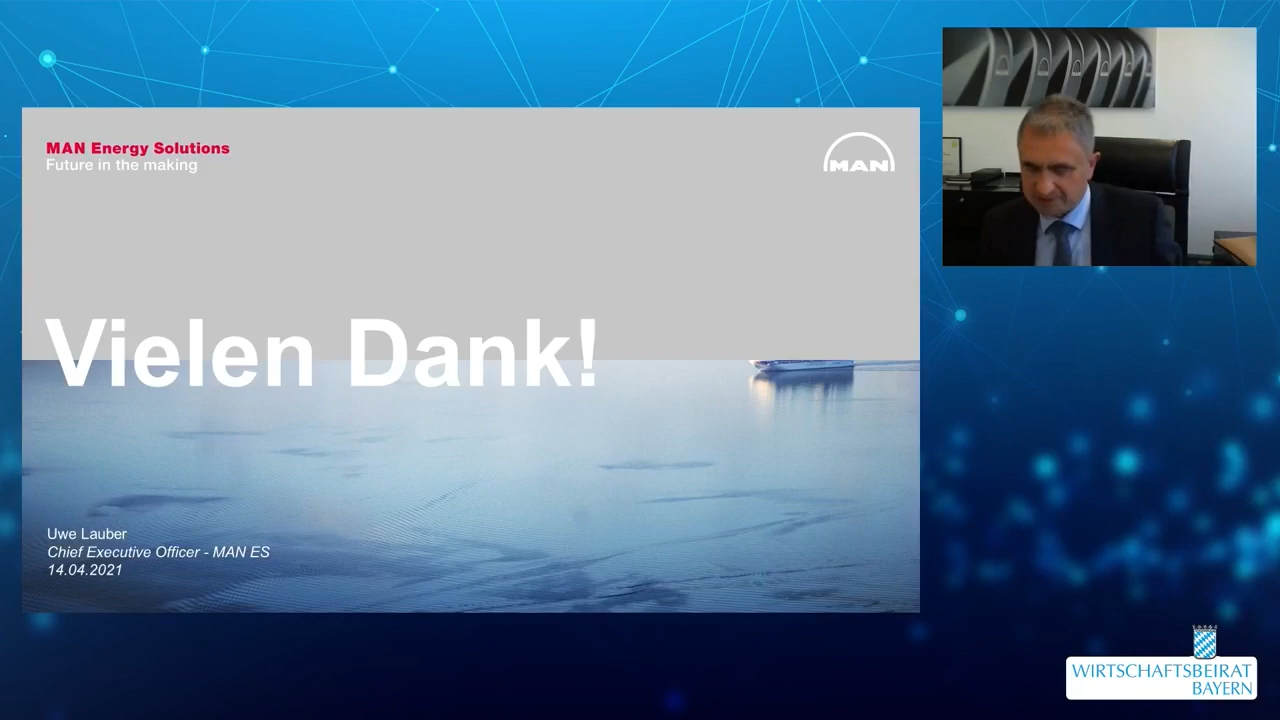 MAN Energy Solutions
Future in the making
MAN
Vielen Dank!
Uwe Lauber
Chief Executive Officer - MAN ES
14.04.2021
WIRTSCHAFTSBEIRAT
BAYERN